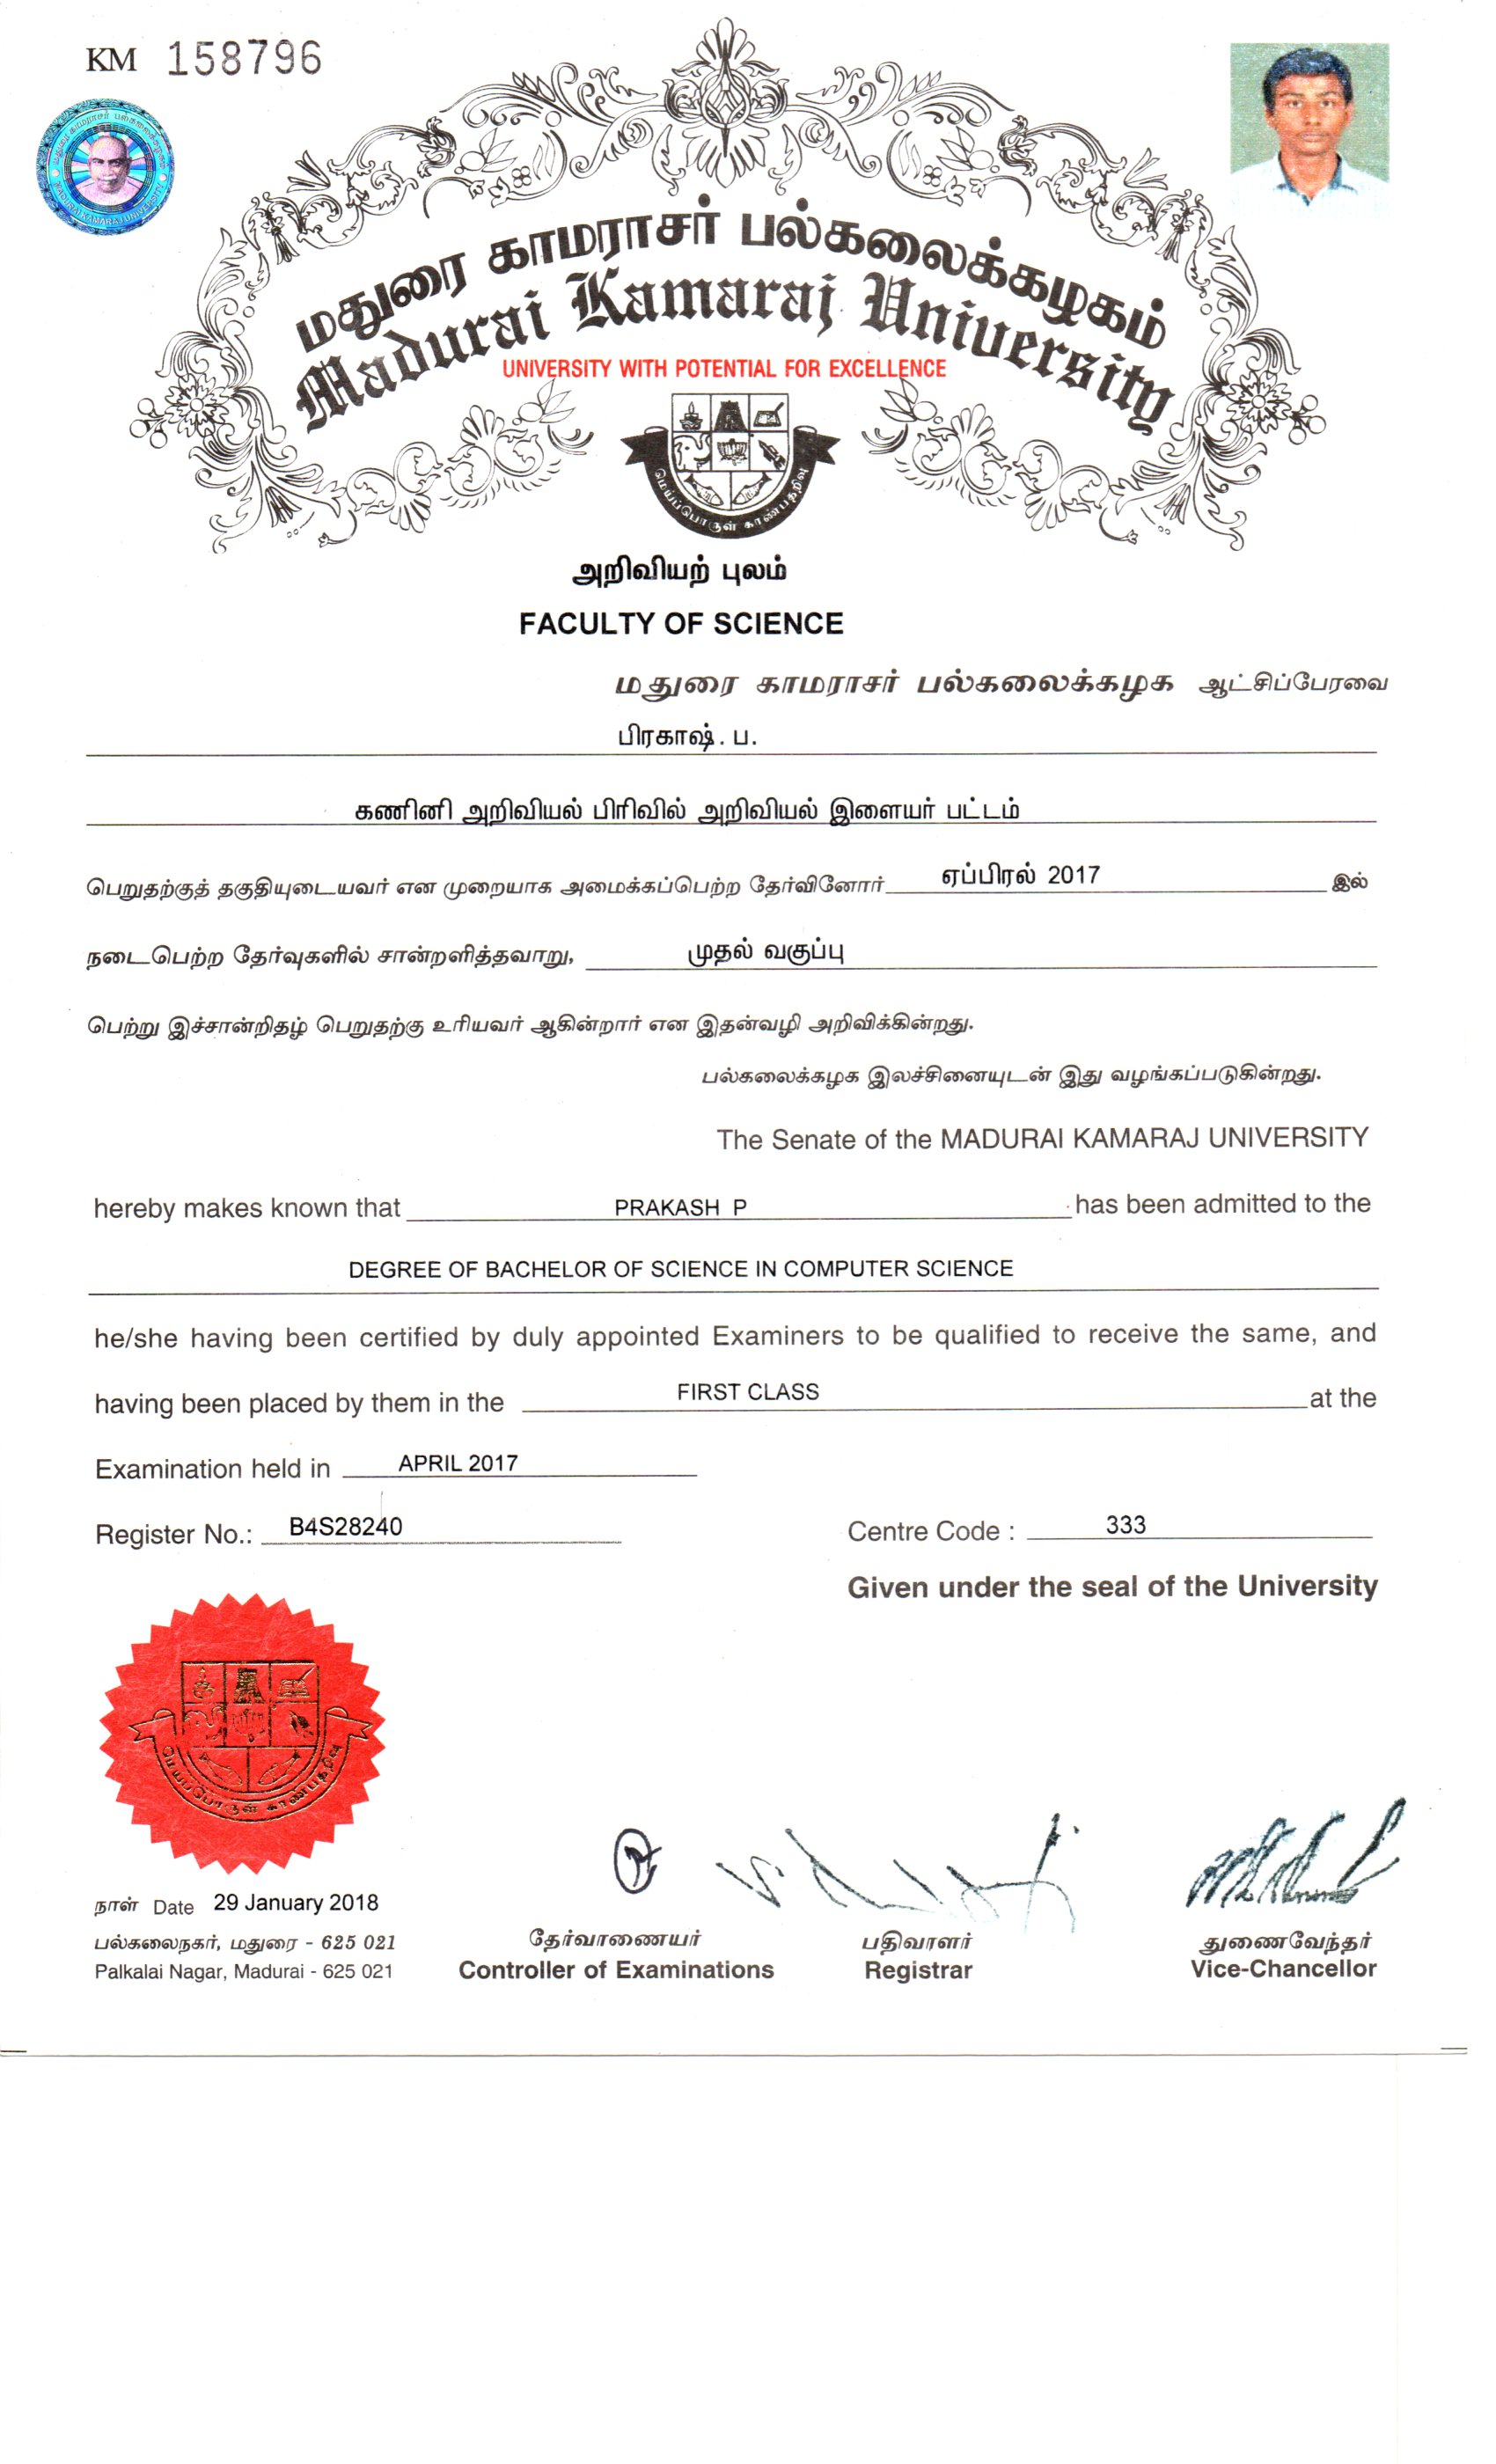 KM 158796
மதுரை காமராசர் பல்கலைக்கழகம்
MADURAI KAMARAJ UNIVERSITY
மதுரை காமராசர் பல்கலைக்கழகம்
Madurai Kamaraj University
UNIVERSITY WITH POTENTIAL FOR EXCELLENCE
மெய்ப்பொருள் காண்பதறிவு
அறிவியற் புலம்
FACULTY OF SCIENCE
மதுரை காமராசர் பல்கலைக்கழக ஆட்சிப்பேரவை
பிரகாஷ். ப.
கணினி அறிவியல் பிரிவில் அறிவியல் இளையர் பட்டம்
பெறுதற்குத் தகுதியுடையவர் என முறையாக அமைக்கப்பெற்ற தேர்வினோர் ஏப்பிரல் 2017 இல்
நடைபெற்ற தேர்வுகளில் சான்றளித்தவாறு, முதல் வகுப்பு
பெற்று இச்சான்றிதழ் பெறுதற்கு உரியவர் ஆகின்றார் என இதன்வழி அறிவிக்கின்றது.
பல்கலைக்கழக இலச்சினையுடன் இது வழங்கப்படுகின்றது.
The Senate of the MADURAI KAMARAJ UNIVERSITY
hereby makes known that PRAKASH P has been admitted to the
DEGREE OF BACHELOR OF SCIENCE IN COMPUTER SCIENCE
he/she having been certified by duly appointed Examiners to be qualified to receive the same, and
having been placed by them in the FIRST CLASS at the
Examination held in APRIL 2017
Register No.: B4S28240 Centre Code : 333
Given under the seal of the University
மெய்ப்பொருள் காண்பதறிவு
நாள் Date 29 January 2018
பல்கலைநகர், மதுரை - 625 021
Palkalai Nagar, Madurai - 625 021
தேர்வாணையர் பதிவாளர் துணைவேந்தர்
Controller of Examinations Registrar Vice-Chancellor